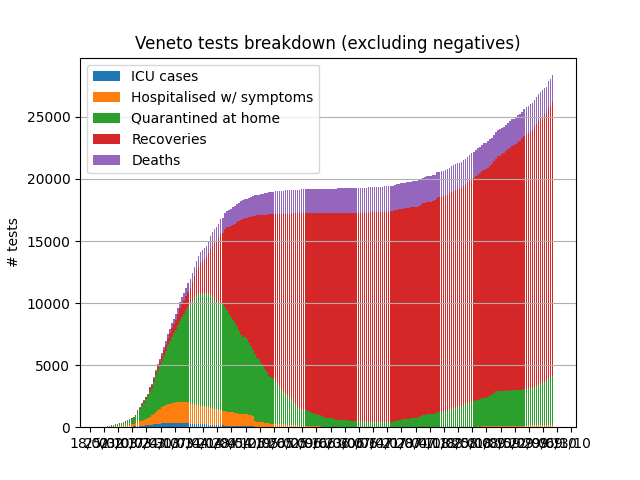 Veneto tests breakdown (excluding negatives)
ICU cases
Hospitalised w/ symptoms
Quarantined at home
Recoveries
Deaths
# tests
25000
20000
15000
10000
5000
0